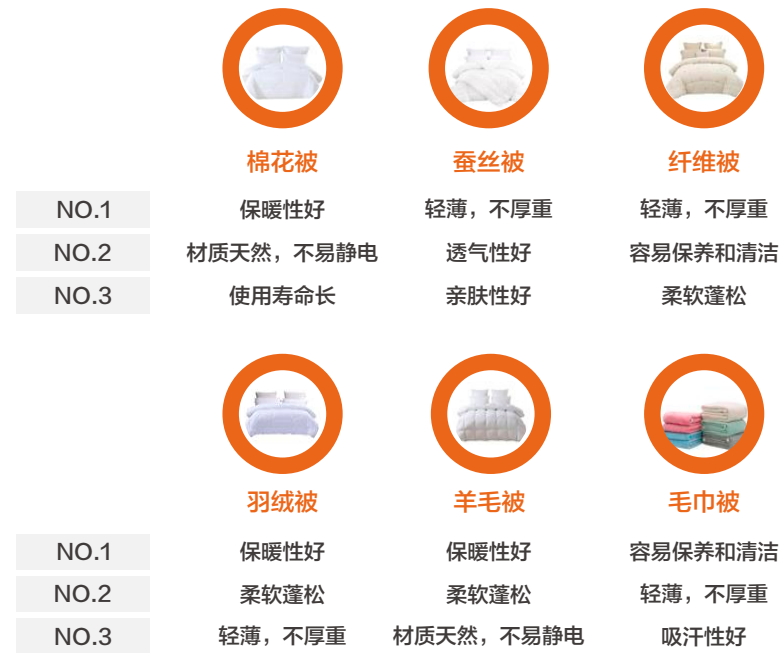 棉花被 蚕丝被 纤维被
NO.1 保暖性好 轻薄，不厚重 轻薄，不厚重
NO.2 材质天然，不易静电 透气性好 容易保养和清洁
NO.3 使用寿命长 亲肤性好 柔软蓬松
羽绒被 羊毛被 毛巾被
NO.1 保暖性好 保暖性好 容易保养和清洁
NO.2 柔软蓬松 柔软蓬松 轻薄，不厚重
NO.3 轻薄，不厚重 材质天然，不易静电 吸汗性好